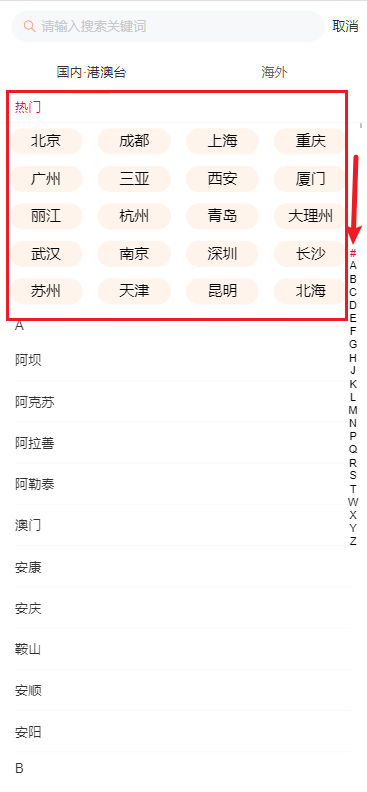 请输入搜索关键词 取消
国内·港澳台 海外
热门
北京 成都 上海 重庆
广州 三亚 西安 厦门
丽江 杭州 青岛 大理州
武汉 南京 深圳 长沙
苏州 天津 昆明 北海
A
阿坝
阿克苏
阿拉善
阿勒泰
澳门
安康
安庆
鞍山
安顺
安阳
B
#
A
B
C
D
E
F
G
H
J
K
L
M
N
P
Q
R
S
T
W
X
Y
Z